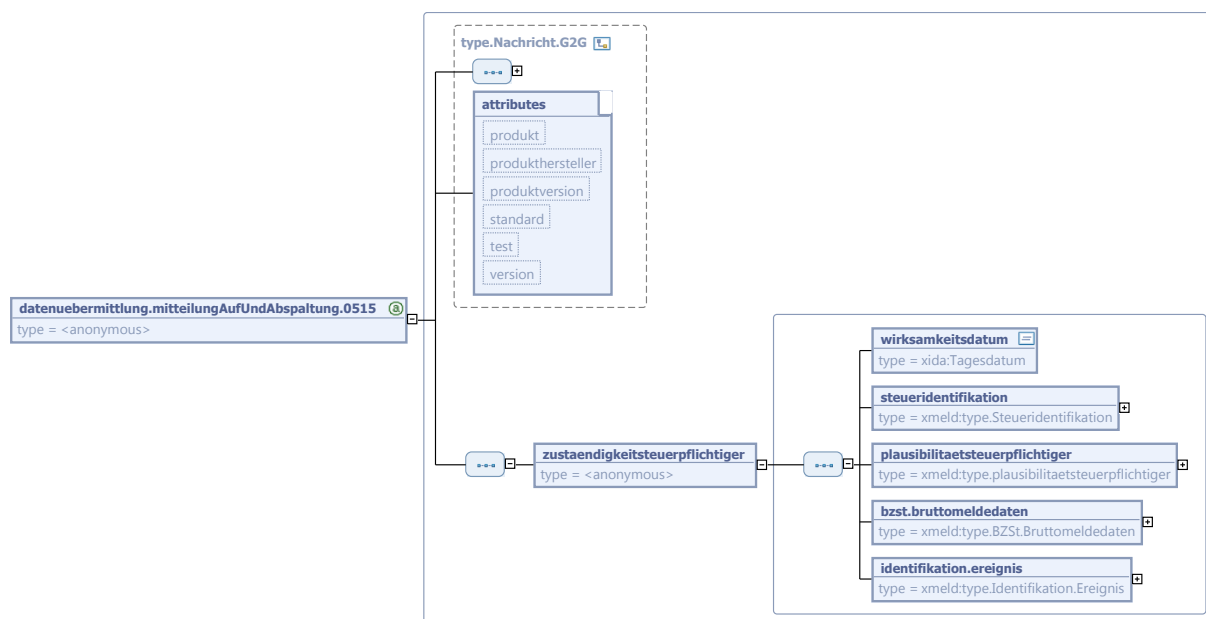 type.Nachricht.G2G
attributes
produkt
produkthersteller
produktversion
standard
test
version
datenuebermittlung.mitteilungAufUndAbspaltung.0515 a
type = <anonymous>
zustaendigkeitsteuerpflichtiger
type = <anonymous>
wirksamkeitsdatum
type = xida:Tagesdatum
steueridentifikation
type = xmeld:type.Steueridentifikation
plausibilitaetsteuerpflichtiger
type = xmeld:type.plausibilitaetsteuerpflichtiger
bzst.bruttomeldedaten
type = xmeld:type.BZSt.Bruttomeldedaten
identifikation.ereignis
type = xmeld:type.Identifikation.Ereignis